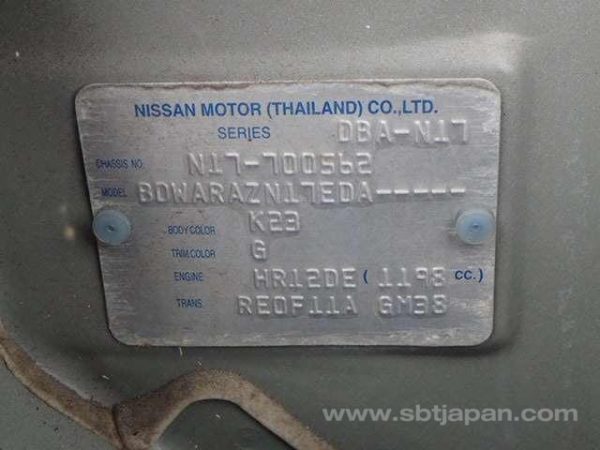 NISSAN MOTOR (THAILAND) CO.,LTD.
SERIES DBA-N17
CHASSIS NO. N17-700562
MODEL BDWARAZN17EDA-----
BODY COLOR K23
TRIM COLOR G
ENGINE HR12DE ( 1198 CC.)
TRANS. RE0F11A GM38
www.sbtjapan.com